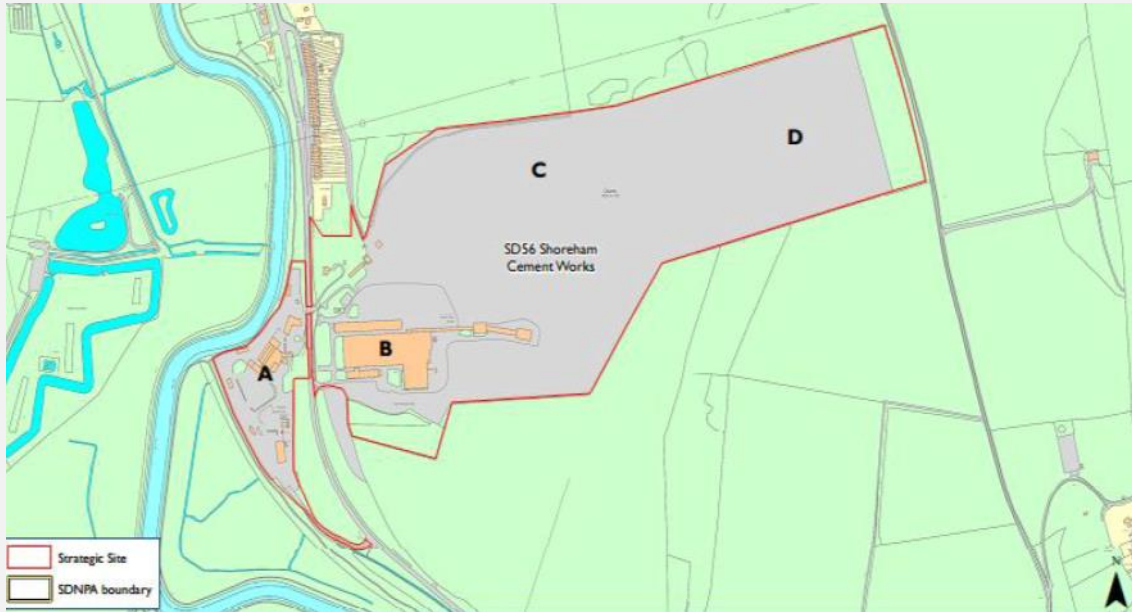 C
D
SD56 Shoreham
Cement Works
B
A
Strategic Site
SDNPA boundary
N